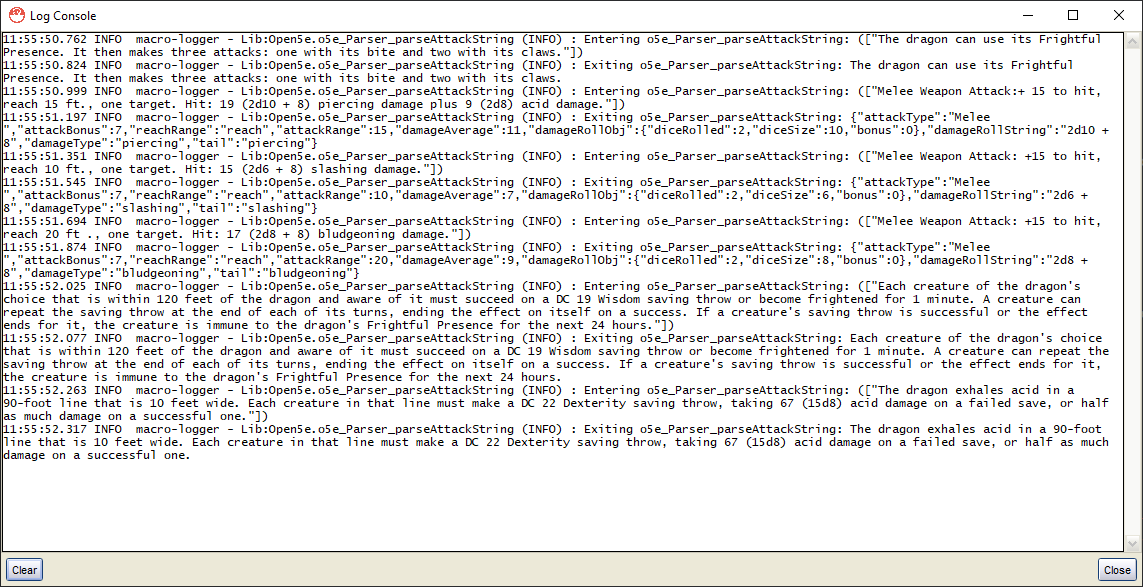 Log Console
11:55:50.762 INFO  macro-logger - Lib:Open5e.o5e_Parser_parseAttackString (INFO) : Entering o5e_Parser_parseAttackString: (["The dragon can use its Frightful
Presence. It then makes three attacks: one with its bite and two with its claws."])
11:55:50.824 INFO  macro-logger - Lib:Open5e.o5e_Parser_parseAttackString (INFO) : Exiting o5e_Parser_parseAttackString: The dragon can use its Frightful
Presence. It then makes three attacks: one with its bite and two with its claws.
11:55:50.999 INFO  macro-logger - Lib:Open5e.o5e_Parser_parseAttackString (INFO) : Entering o5e_Parser_parseAttackString: (["Melee Weapon Attack:+ 15 to hit,
reach 15 ft., one target. Hit: 19 (2d10 + 8) piercing damage plus 9 (2d8) acid damage."])
11:55:51.197 INFO  macro-logger - Lib:Open5e.o5e_Parser_parseAttackString (INFO) : Exiting o5e_Parser_parseAttackString: {"attackType":"Melee
","attackBonus":7,"reachRange":"reach","attackRange":15,"damageAverage":11,"damageRollObj":{"diceRolled":2,"diceSize":10,"bonus":0},"damageRollString":"2d10 +
8","damageType":"piercing","tail":"piercing"}
11:55:51.351 INFO  macro-logger - Lib:Open5e.o5e_Parser_parseAttackString (INFO) : Entering o5e_Parser_parseAttackString: (["Melee Weapon Attack: +15 to hit,
reach 10 ft., one target. Hit: 15 (2d6 + 8) slashing damage."])
11:55:51.545 INFO  macro-logger - Lib:Open5e.o5e_Parser_parseAttackString (INFO) : Exiting o5e_Parser_parseAttackString: {"attackType":"Melee
","attackBonus":7,"reachRange":"reach","attackRange":10,"damageAverage":7,"damageRollObj":{"diceRolled":2,"diceSize":6,"bonus":0},"damageRollString":"2d6 +
8","damageType":"slashing","tail":"slashing"}
11:55:51.694 INFO  macro-logger - Lib:Open5e.o5e_Parser_parseAttackString (INFO) : Entering o5e_Parser_parseAttackString: (["Melee Weapon Attack: +15 to hit,
reach 20 ft ., one target. Hit: 17 (2d8 + 8) bludgeoning damage."])
11:55:51.874 INFO  macro-logger - Lib:Open5e.o5e_Parser_parseAttackString (INFO) : Exiting o5e_Parser_parseAttackString: {"attackType":"Melee
","attackBonus":7,"reachRange":"reach","attackRange":20,"damageAverage":9,"damageRollObj":{"diceRolled":2,"diceSize":8,"bonus":0},"damageRollString":"2d8 +
8","damageType":"bludgeoning","tail":"bludgeoning"}
11:55:52.025 INFO  macro-logger - Lib:Open5e.o5e_Parser_parseAttackString (INFO) : Entering o5e_Parser_parseAttackString: (["Each creature of the dragon's
choice that is within 120 feet of the dragon and aware of it must succeed on a DC 19 Wisdom saving throw or become frightened for 1 minute. A creature can
repeat the saving throw at the end of each of its turns, ending the effect on itself on a success. If a creature's saving throw is successful or the effect
ends for it, the creature is immune to the dragon's Frightful Presence for the next 24 hours."])
11:55:52.077 INFO  macro-logger - Lib:Open5e.o5e_Parser_parseAttackString (INFO) : Exiting o5e_Parser_parseAttackString: Each creature of the dragon's choice
that is within 120 feet of the dragon and aware of it must succeed on a DC 19 Wisdom saving throw or become frightened for 1 minute. A creature can repeat the
saving throw at the end of each of its turns, ending the effect on itself on a success. If a creature's saving throw is successful or the effect ends for it,
the creature is immune to the dragon's Frightful Presence for the next 24 hours.
11:55:52.263 INFO  macro-logger - Lib:Open5e.o5e_Parser_parseAttackString (INFO) : Entering o5e_Parser_parseAttackString: (["The dragon exhales acid in a
90-foot line that is 10 feet wide. Each creature in that line must make a DC 22 Dexterity saving throw, taking 67 (15d8) acid damage on a failed save, or half
as much damage on a successful one."])
11:55:52.317 INFO  macro-logger - Lib:Open5e.o5e_Parser_parseAttackString (INFO) : Exiting o5e_Parser_parseAttackString: The dragon exhales acid in a 90-foot
line that is 10 feet wide. Each creature in that line must make a DC 22 Dexterity saving throw, taking 67 (15d8) acid damage on a failed save, or half as much
damage on a successful one.
Clear
Close